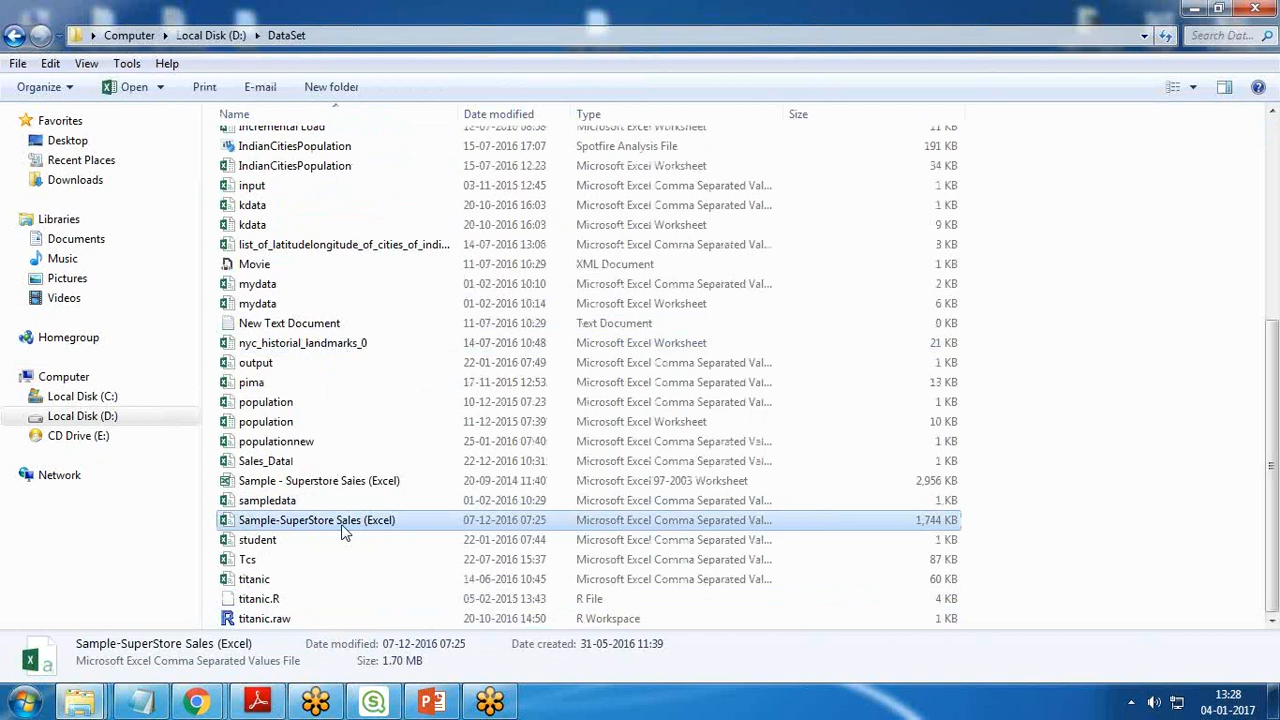 Computer ▸ Local Disk (D:) ▸ DataSet
Search Dat...
File Edit View Tools Help
Organize Open Print E-mail New folder
Name Date modified Type Size
Favorites
Desktop
Recent Places
Downloads
Libraries
Documents
Music
Pictures
Videos
Homegroup
Computer
Local Disk (C:)
Local Disk (D:)
CD Drive (E:)
Network
Incremental Load Microsoft Excel Worksheet 11 KB
IndianCitiesPopulation 15-07-2016 17:07 Spotfire Analysis File 191 KB
IndianCitiesPopulation 15-07-2016 12:23 Microsoft Excel Worksheet 34 KB
input 03-11-2015 12:45 Microsoft Excel Comma Separated Val... 1 KB
kdata 20-10-2016 16:03 Microsoft Excel Comma Separated Val... 1 KB
kdata 20-10-2016 16:03 Microsoft Excel Worksheet 9 KB
list_of_latitudelongitude_of_cities_of_indi... 14-07-2016 13:06 Microsoft Excel Comma Separated Val... 3 KB
Movie 11-07-2016 10:29 XML Document 1 KB
mydata 01-02-2016 10:10 Microsoft Excel Comma Separated Val... 2 KB
mydata 01-02-2016 10:14 Microsoft Excel Worksheet 6 KB
New Text Document 11-07-2016 10:29 Text Document 0 KB
nyc_historial_landmarks_0 14-07-2016 10:48 Microsoft Excel Worksheet 21 KB
output 22-01-2016 07:49 Microsoft Excel Comma Separated Val... 1 KB
pima 17-11-2015 12:53 Microsoft Excel Comma Separated Val... 13 KB
population 10-12-2015 07:23 Microsoft Excel Comma Separated Val... 1 KB
population 11-12-2015 07:39 Microsoft Excel Worksheet 10 KB
populationnew 25-01-2016 07:40 Microsoft Excel Comma Separated Val... 1 KB
Sales_Data1 22-12-2016 10:31 Microsoft Excel Comma Separated Val... 1 KB
Sample - Superstore Sales (Excel) 20-09-2014 11:40 Microsoft Excel 97-2003 Worksheet 2,956 KB
sampledata 01-02-2016 10:29 Microsoft Excel Comma Separated Val... 1 KB
Sample-SuperStore Sales (Excel) 07-12-2016 07:25 Microsoft Excel Comma Separated Val... 1,744 KB
student 22-01-2016 07:44 Microsoft Excel Comma Separated Val... 1 KB
Tcs 22-07-2016 15:37 Microsoft Excel Comma Separated Val... 87 KB
titanic 14-06-2016 10:45 Microsoft Excel Comma Separated Val... 60 KB
titanic.R 05-02-2015 13:43 R File 4 KB
titanic.raw 20-10-2016 14:50 R Workspace 1 KB
Sample-SuperStore Sales (Excel) Date modified: 07-12-2016 07:25 Date created: 31-05-2016 11:39
Microsoft Excel Comma Separated Values File Size: 1.70 MB
13:28
04-01-2017